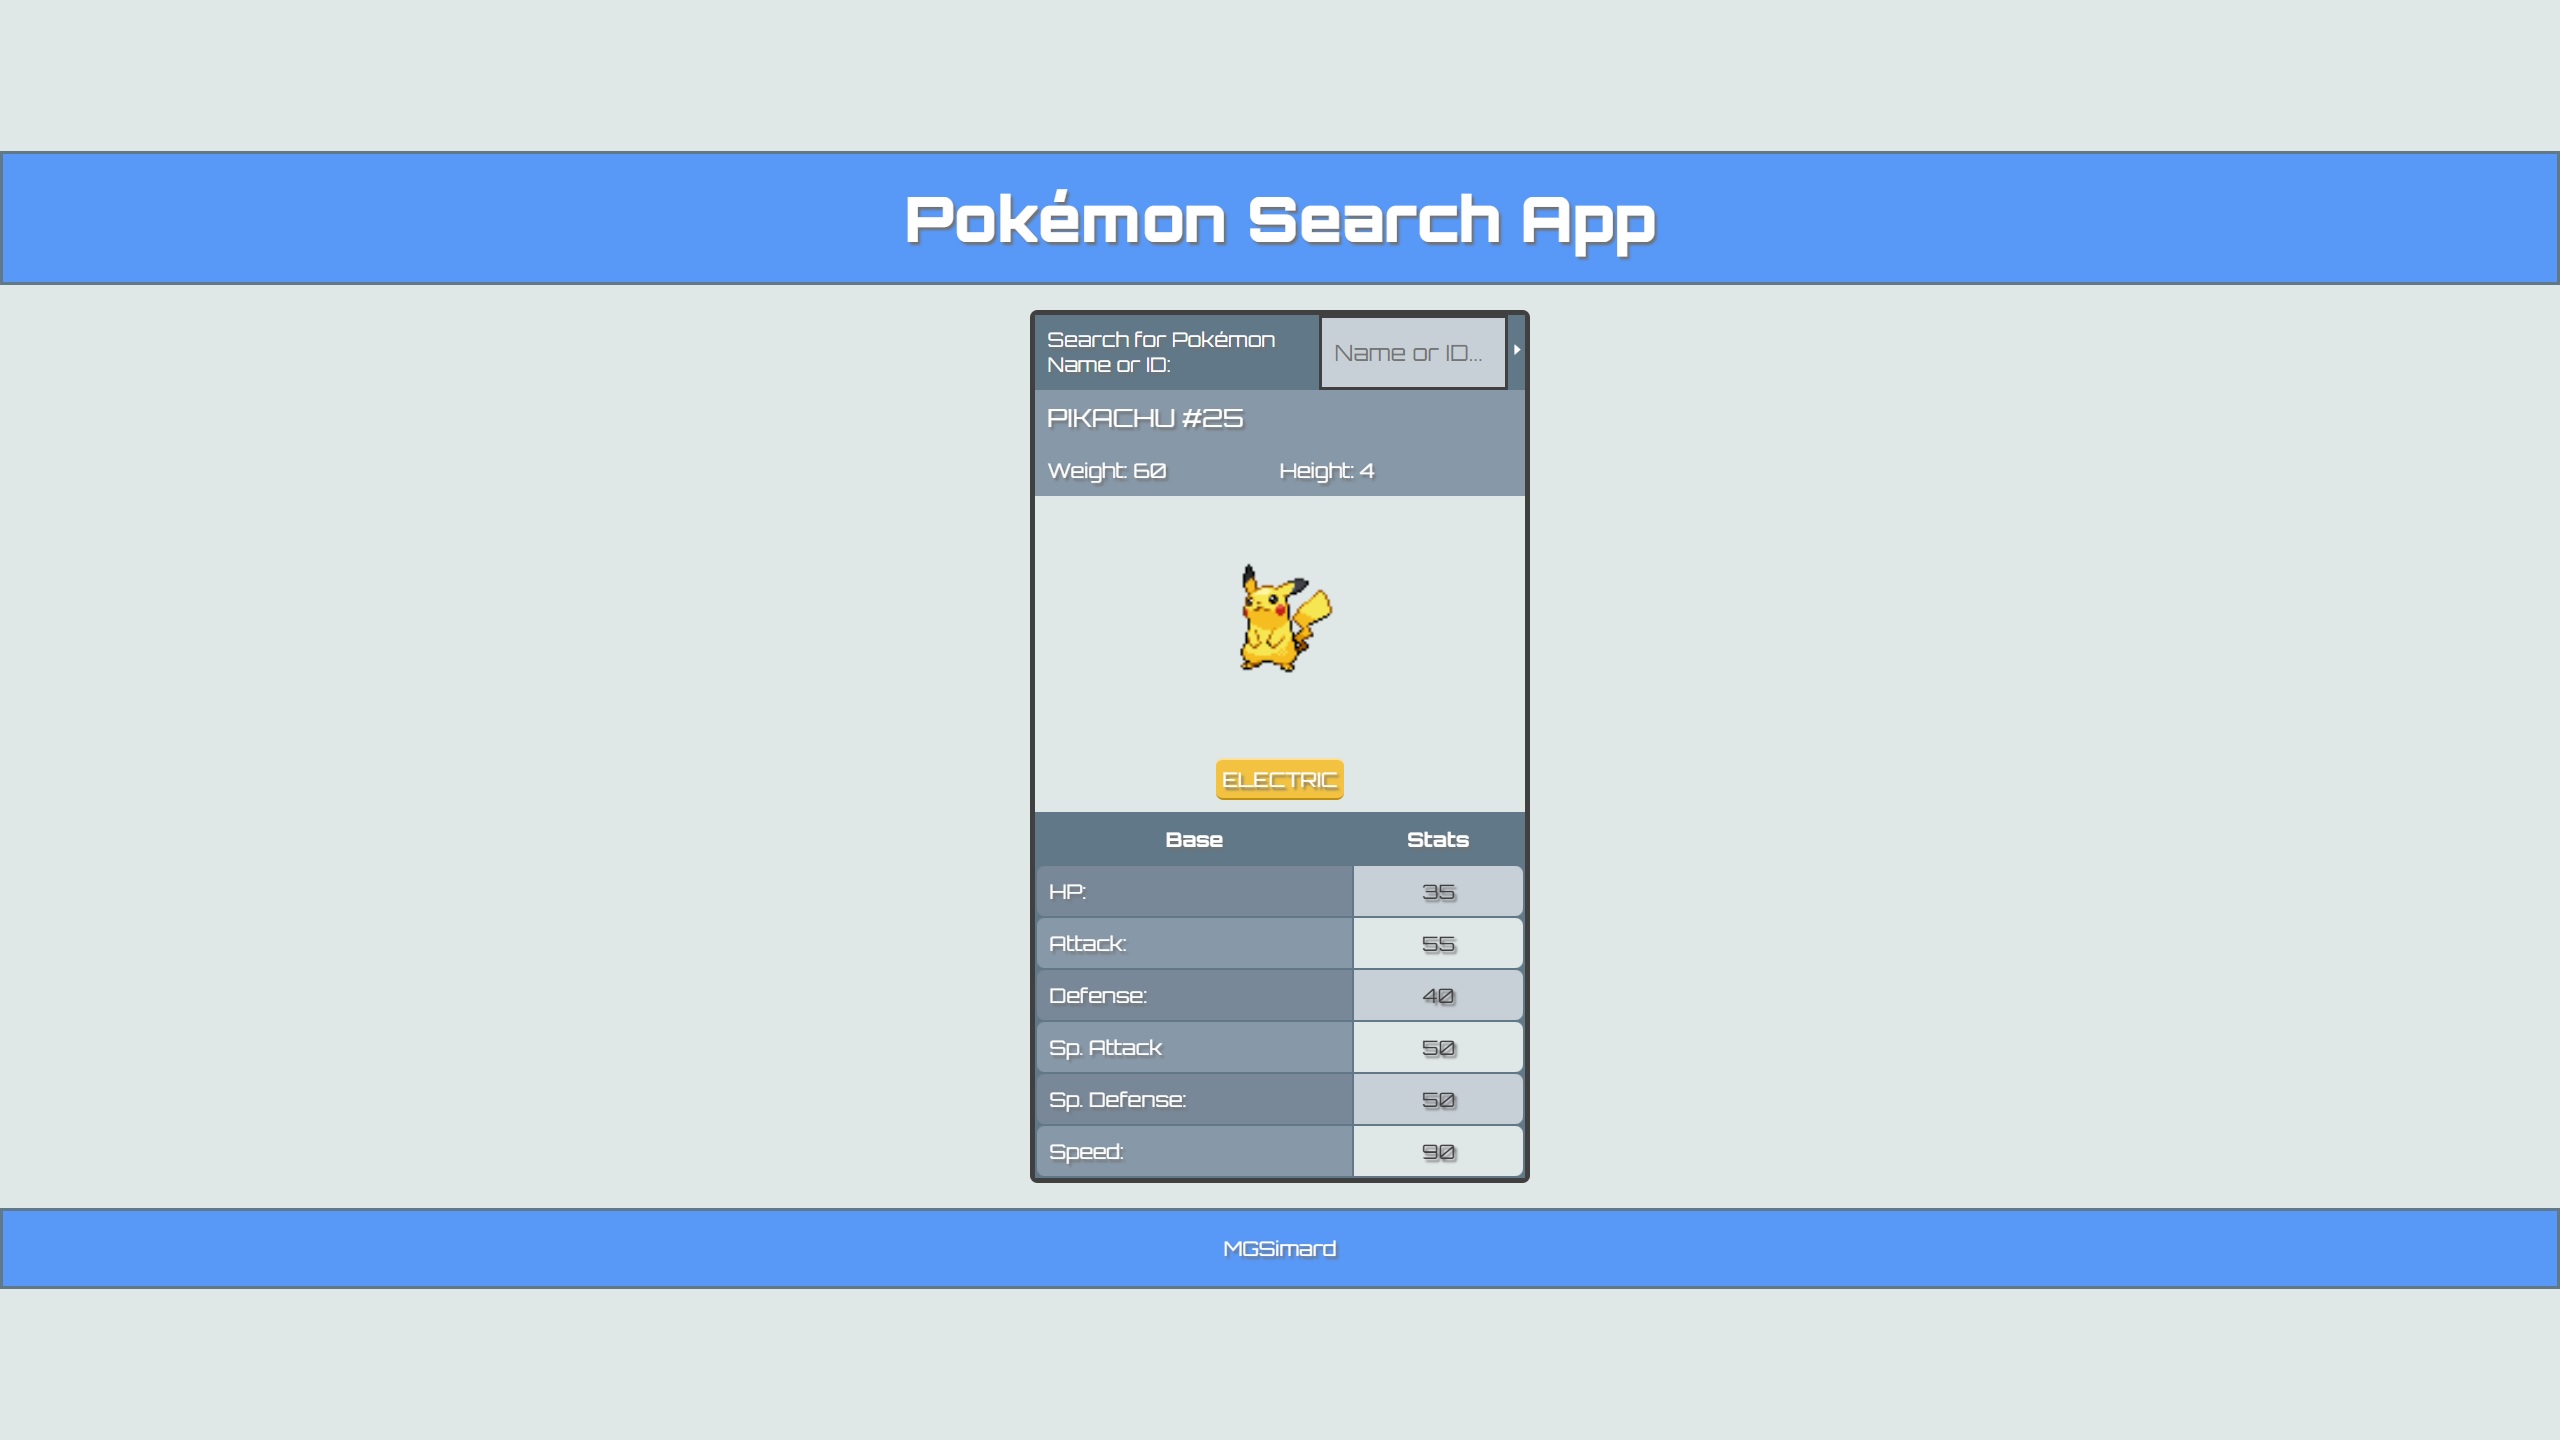 Pokémon Search App
Search for Pokémon
Name or ID:
Name or ID...
PIKACHU #25
Weight: 60 Height: 4
ELECTRIC
Base Stats
HP: 35
Attack: 55
Defense: 40
Sp. Attack 50
Sp. Defense: 50
Speed: 90
MGSimard